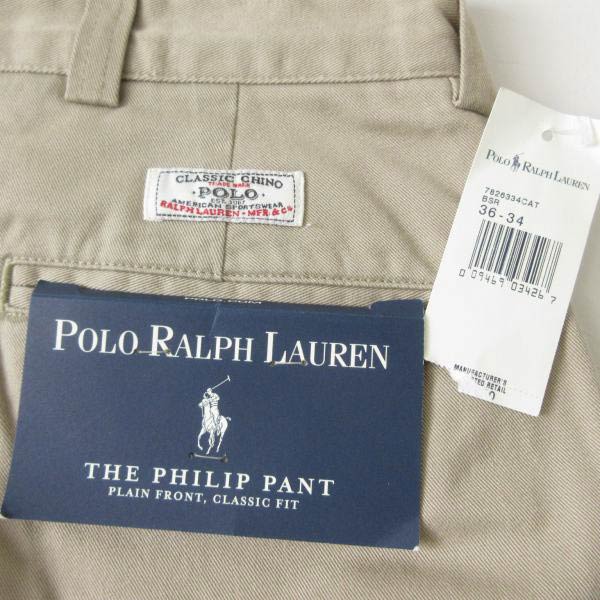 CLASSIC CHINO
TRADE MARK
POLO
EST. 1967
AMERICAN SPORTSWEAR
RALPH LAUREN - MFR. & Co
POLO RALPH LAUREN
THE PHILIP PANT
PLAIN FRONT, CLASSIC FIT
POLO RALPH LAUREN
7826334CAT
BSR
36-34
0 09469 03426 7
MANUFACTURER'S
RETAIL